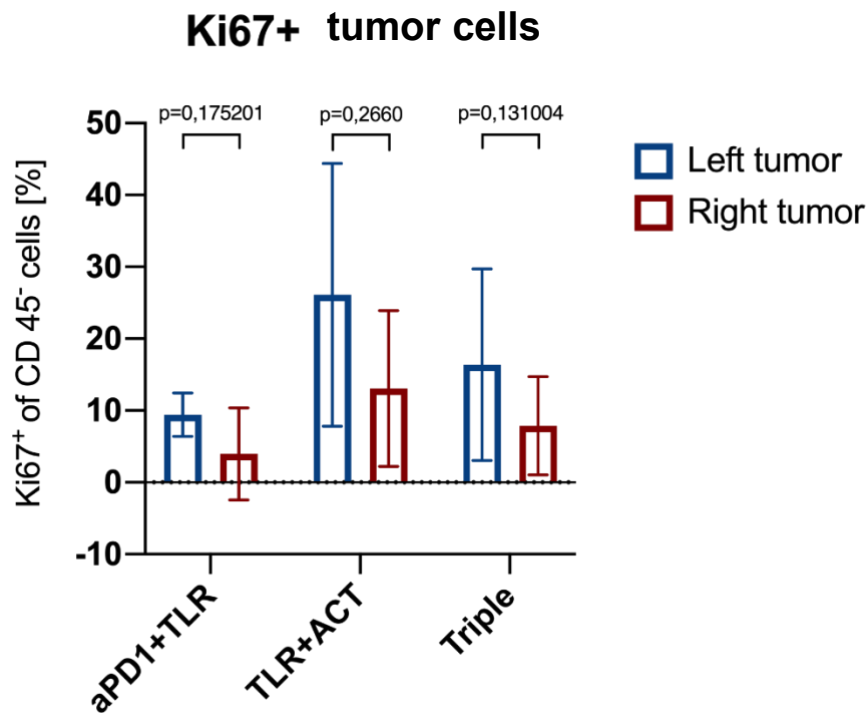 Ki67+ tumor cells
p=0,175201
p=0,2660
p=0,131004
50
40
30
20
10
0
-10
Ki67⁺ of CD 45⁻ cells [%]
aPD1+TLR
TLR+ACT
Triple
Left tumor
Right tumor